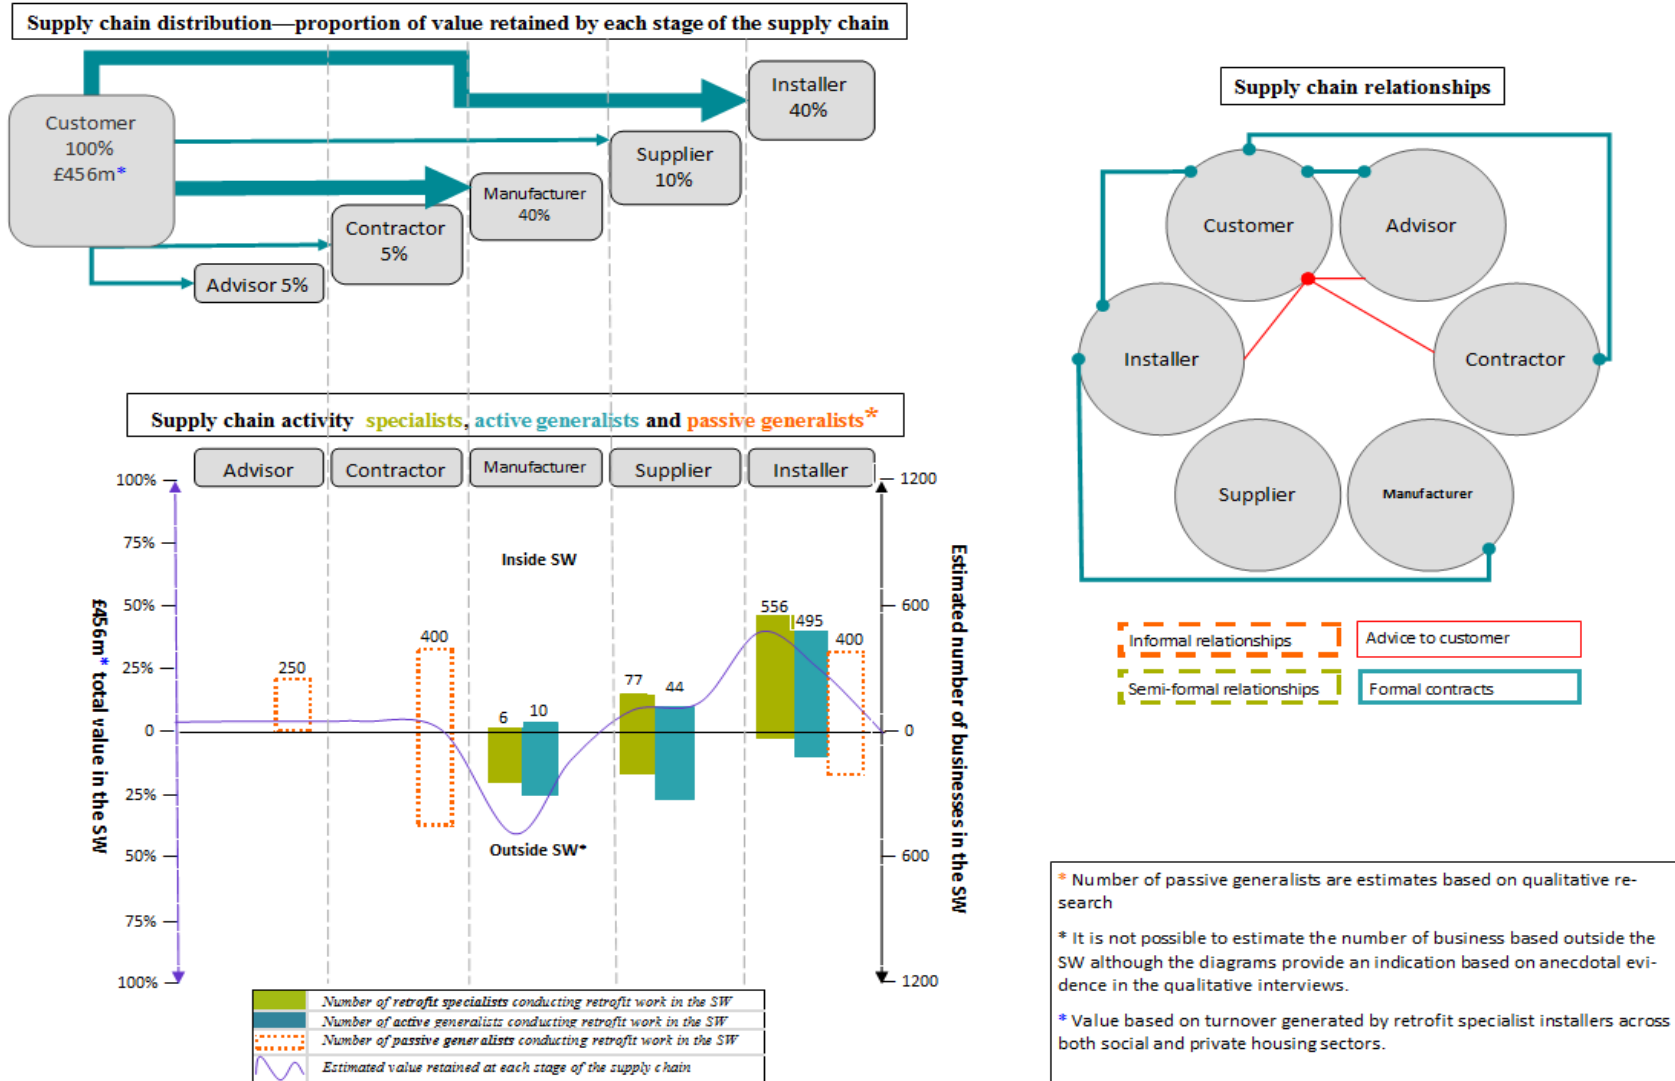 Supply chain distribution—proportion of value retained by each stage of the supply chain
Customer
100%
£456m*
Installer
40%
Supplier
10%
Manufacturer
40%
Contractor
5%
Advisor 5%
Supply chain relationships
Customer
Advisor
Installer
Contractor
Supplier
Manufacturer
Informal relationships
Advice to customer
Semi-formal relationships
Formal contracts
Supply chain activity specialists, active generalists and passive generalists*
Advisor
Contractor
Manufacturer
Supplier
Installer
100%
75%
50%
25%
0
25%
50%
75%
100%
£456m* total value in the SW
1200
600
0
600
1200
Estimated number of businesses in the SW
Inside SW
Outside SW*
250
400
6
10
77
44
556
495
400
Number of retrofit specialists conducting retrofit work in the SW
Number of active generalists conducting retrofit work in the SW
Number of passive generalists conducting retrofit work in the SW
Estimated value retained at each stage of the supply chain
* Number of passive generalists are estimates based on qualitative re-
search
* It is not possible to estimate the number of business based outside the
SW although the diagrams provide an indication based on anecdotal evi-
dence in the qualitative interviews.
* Value based on turnover generated by retrofit specialist installers across
both social and private housing sectors.